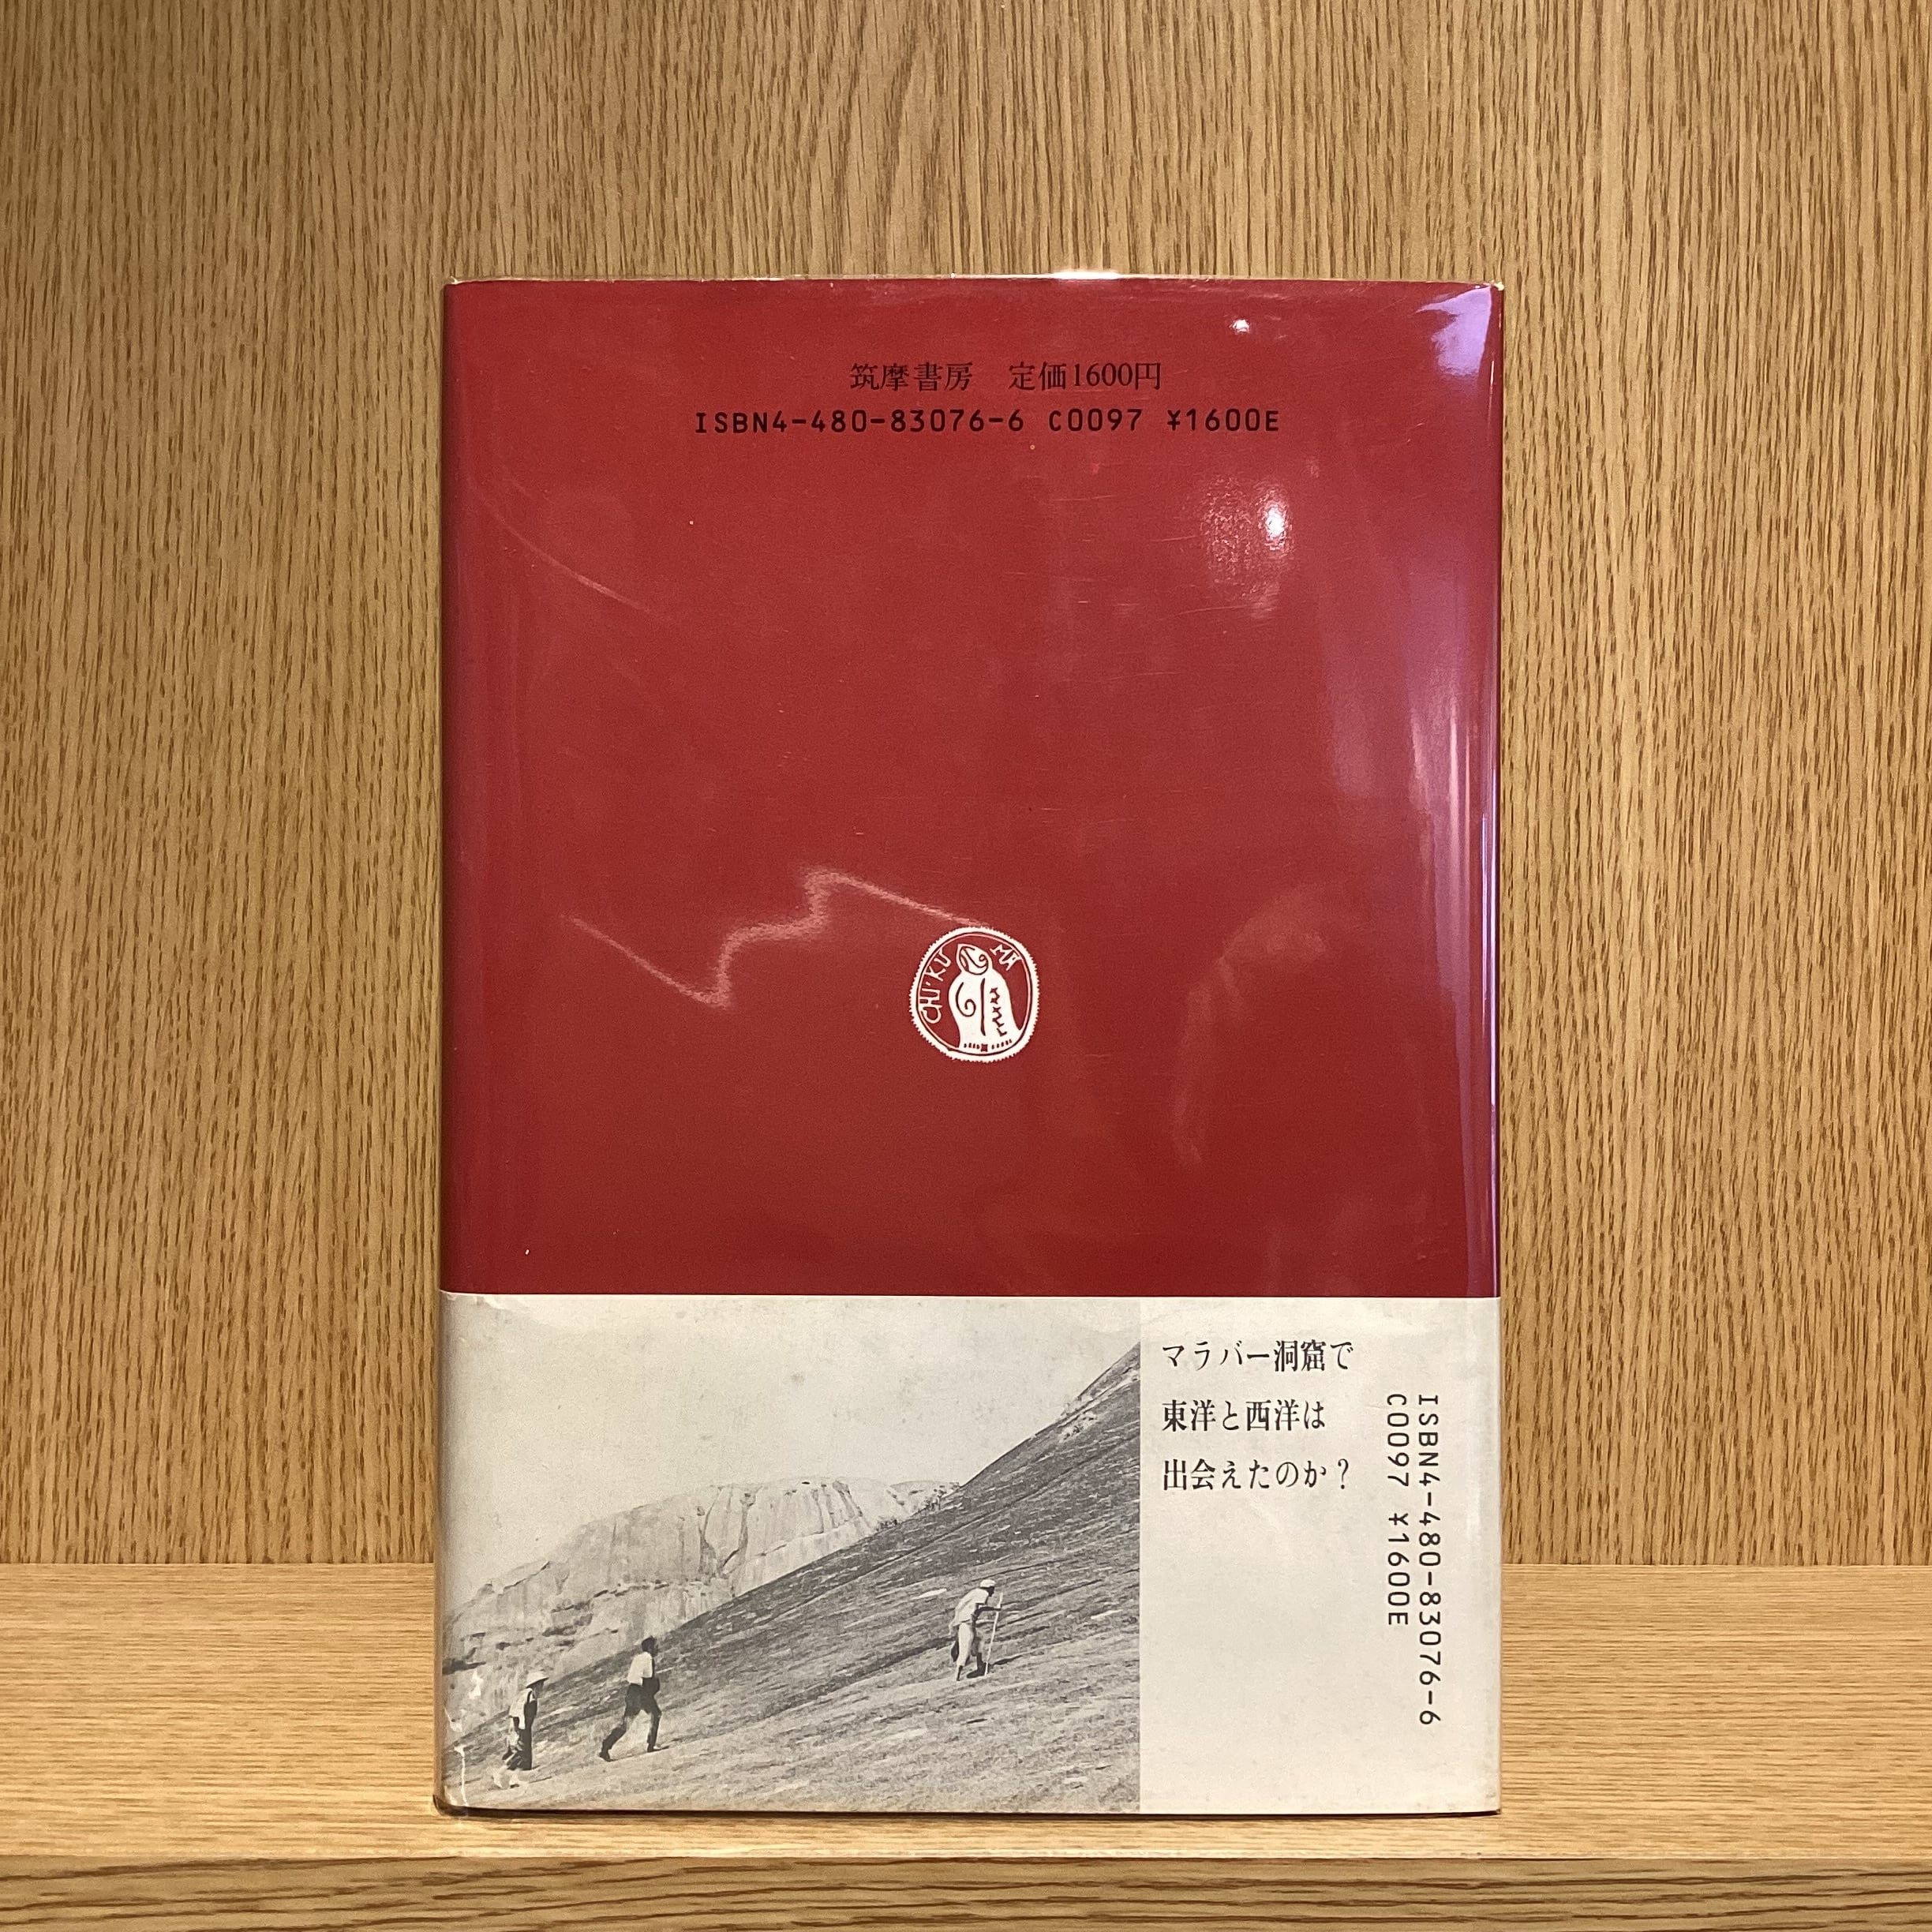 筑摩書房　定価1600円
ISBN4-480-83076-6 C0097 ¥1600E
CHI'KU MA
マラバー洞窟で
東洋と西洋は
出会えたのか？
ISBN4-480-83076-6
C0097 ¥1600E